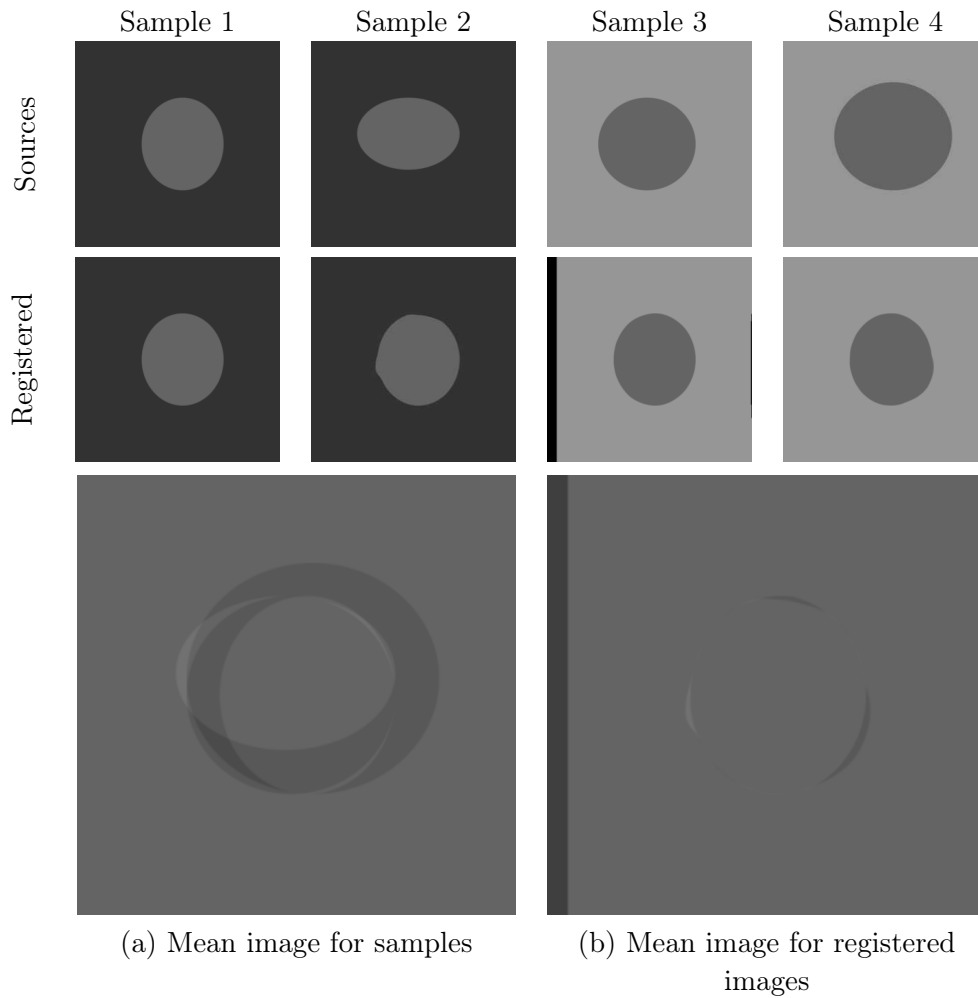 Sample 1 Sample 2 Sample 3 Sample 4
Sources
Registered
(a) Mean image for samples
(b) Mean image for registered
images